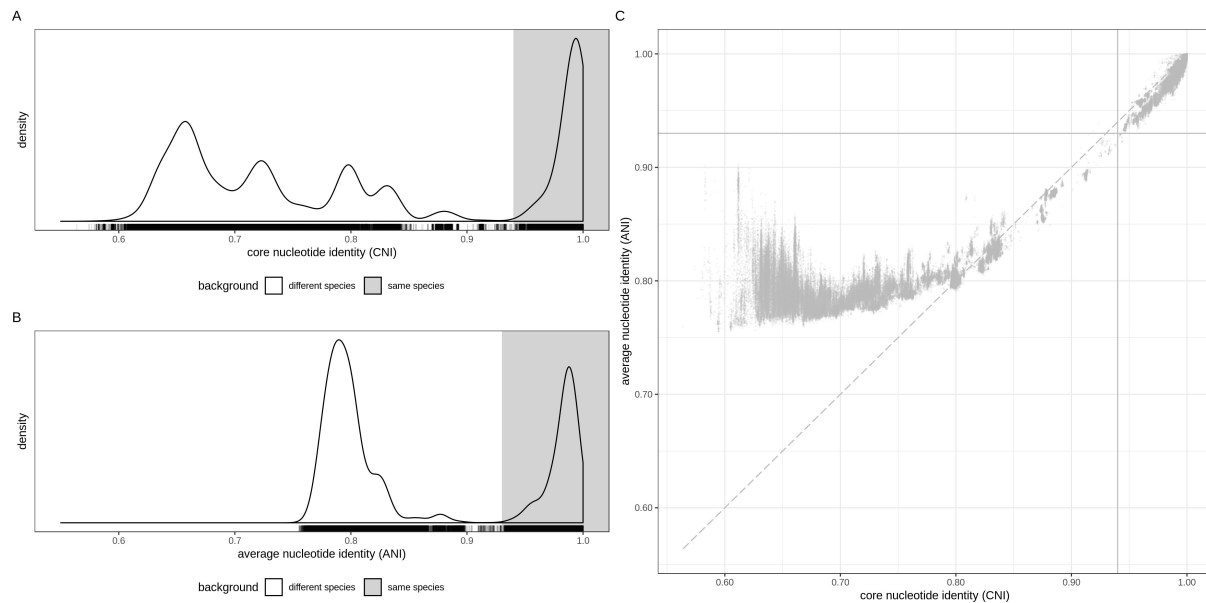 A
density
0.6 0.7 0.8 0.9 1.0
core nucleotide identity (CNI)
background different species same species
B
density
0.6 0.7 0.8 0.9 1.0
average nucleotide identity (ANI)
background different species same species
C
average nucleotide identity (ANI)
1.00
0.90
0.80
0.70
0.60
0.60 0.70 0.80 0.90 1.00
core nucleotide identity (CNI)